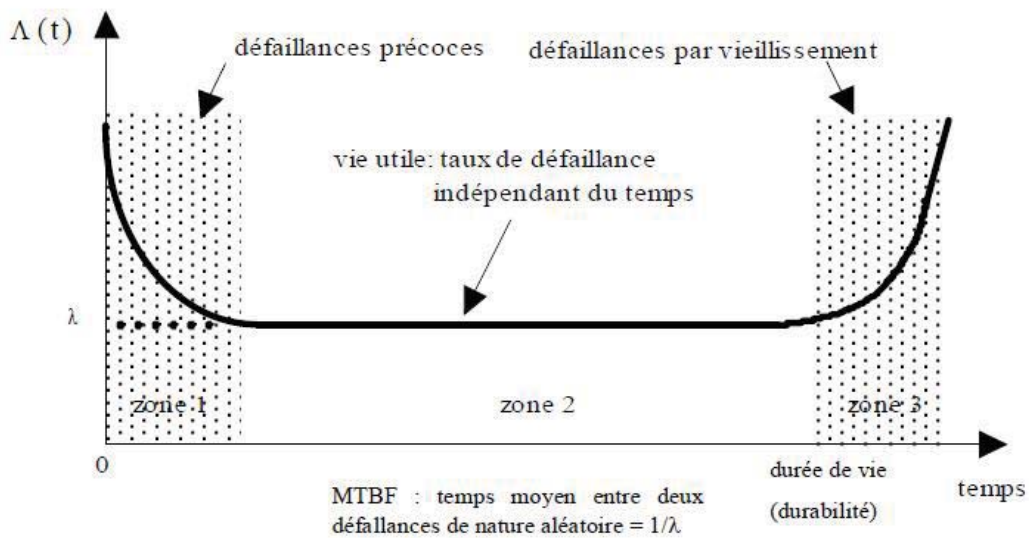 Λ (t)
défaillances précoces
défaillances par vieillissement
vie utile: taux de défaillance
indépendant du temps
λ
zone 1
zone 2
zone 3
0
durée de vie
(durabilité)
temps
MTBF : temps moyen entre deux
défallances de nature aléatoire = 1/λ